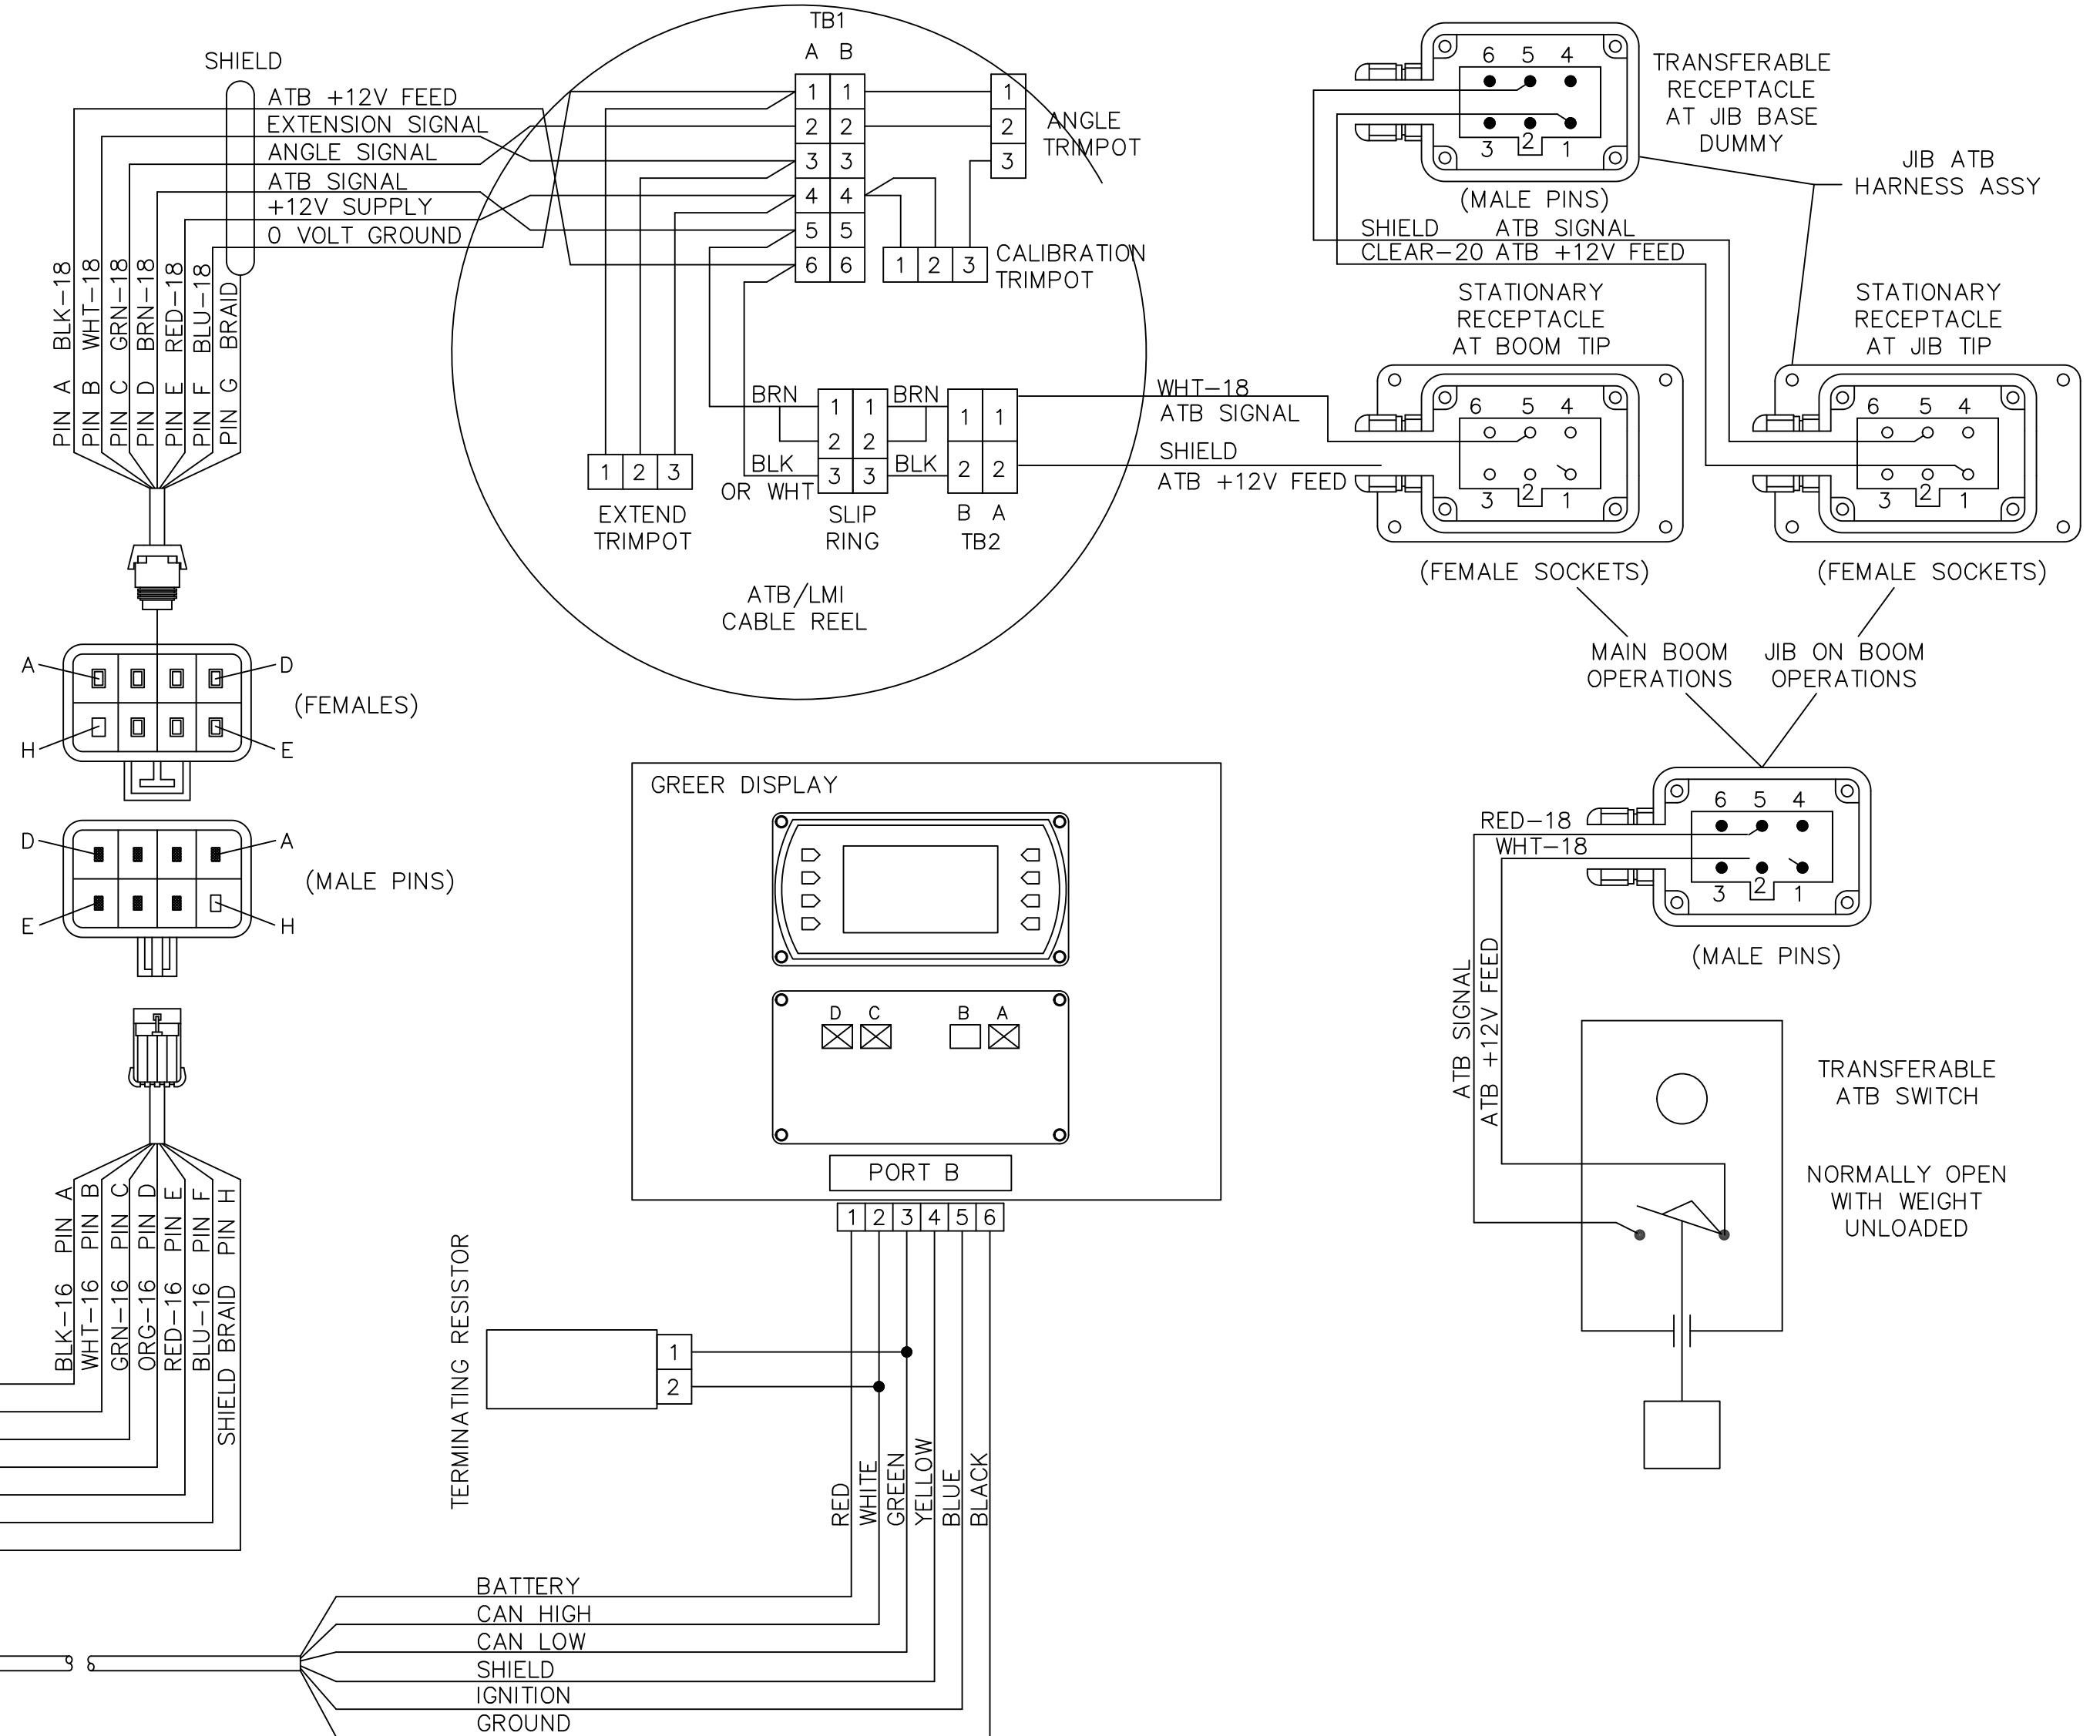 SHIELD
ATB +12V FEED
EXTENSION SIGNAL
ANGLE SIGNAL
ATB SIGNAL
+12V SUPPLY
0 VOLT GROUND
PIN A BLK-18
PIN B WHT-18
PIN C GRN-18
PIN D BRN-18
PIN E RED-18
PIN F BLU-18
PIN G BRAID
TB1
A B
1 1
2 2
3 3
4 4
5 5
6 6
1
2
3
ANGLE
TRIMPOT
1 2 3
CALIBRATION
TRIMPOT
1 2 3
EXTEND
TRIMPOT
BRN
BLK
OR WHT
1 1
2 2
3 3
SLIP
RING
BRN
BLK
1 1
2 2
B A
TB2
ATB/LMI
CABLE REEL
WHT-18
ATB SIGNAL
SHIELD
ATB +12V FEED
6 5 4
3 2 1
(MALE PINS)
TRANSFERABLE
RECEPTACLE
AT JIB BASE
DUMMY
JIB ATB
HARNESS ASSY
SHIELD ATB SIGNAL
CLEAR-20 ATB +12V FEED
STATIONARY
RECEPTACLE
AT BOOM TIP
6 5 4
3 2 1
(FEMALE SOCKETS)
STATIONARY
RECEPTACLE
AT JIB TIP
6 5 4
3 2 1
(FEMALE SOCKETS)
MAIN BOOM
OPERATIONS
JIB ON BOOM
OPERATIONS
RED-18
WHT-18
6 5 4
3 2 1
(MALE PINS)
ATB SIGNAL
ATB +12V FEED
TRANSFERABLE
ATB SWITCH
NORMALLY OPEN
WITH WEIGHT
UNLOADED
A
D
H
E
(FEMALES)
D
A
E
H
(MALE PINS)
BLK-16 PIN A
WHT-16 PIN B
GRN-16 PIN C
ORG-16 PIN D
RED-16 PIN E
BLU-16 PIN F
SHIELD BRAID PIN H
GREER DISPLAY
D C B A
PORT B
1 2 3 4 5 6
TERMINATING RESISTOR
1
2
RED
WHITE
GREEN
YELLOW
BLUE
BLACK
BATTERY
CAN HIGH
CAN LOW
SHIELD
IGNITION
GROUND